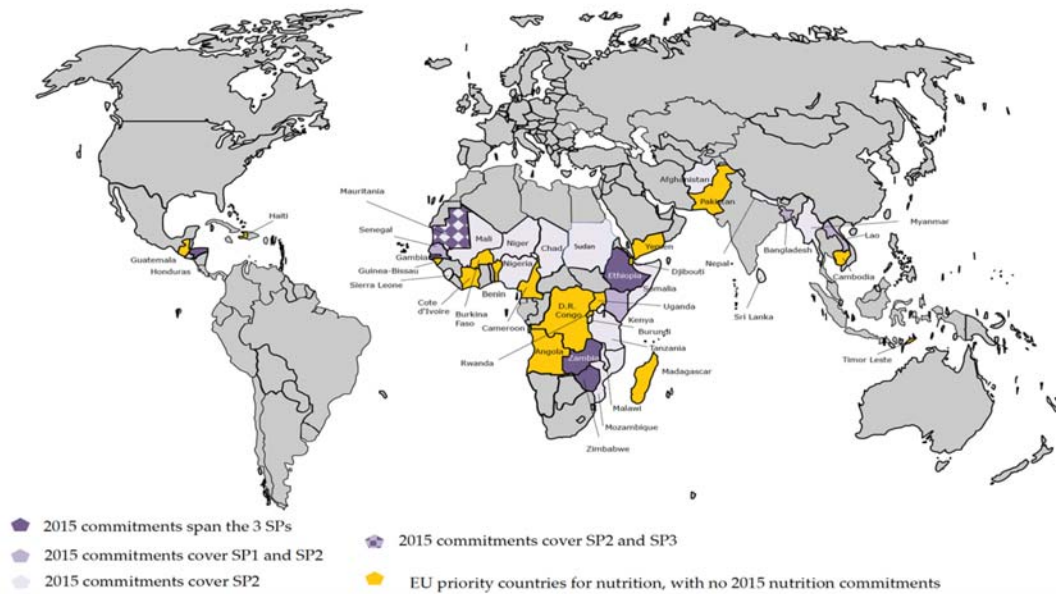 Mauritania
Senegal
Gambia
Guinea-Bissau
Sierra Leone
Cote
d'Ivoire
Burkina
Faso
Benin
Cameroon
Rwanda
Mali
Niger
Nigeria
Chad
Sudan
Ethiopia
Somalia
Djibouti
Yemen
Uganda
Kenya
Burundi
Tanzania
D.R.
Congo
Angola
Zambia
Madagascar
Malawi
Mozambique
Zimbabwe
Haiti
Guatemala
Honduras
Afghanistan
Pakistan
Nepal
Bangladesh
Sri Lanka
Myanmar
Lao
Cambodia
Timor Leste
2015 commitments span the 3 SPs
2015 commitments cover SP1 and SP2
2015 commitments cover SP2
2015 commitments cover SP2 and SP3
EU priority countries for nutrition, with no 2015 nutrition commitments